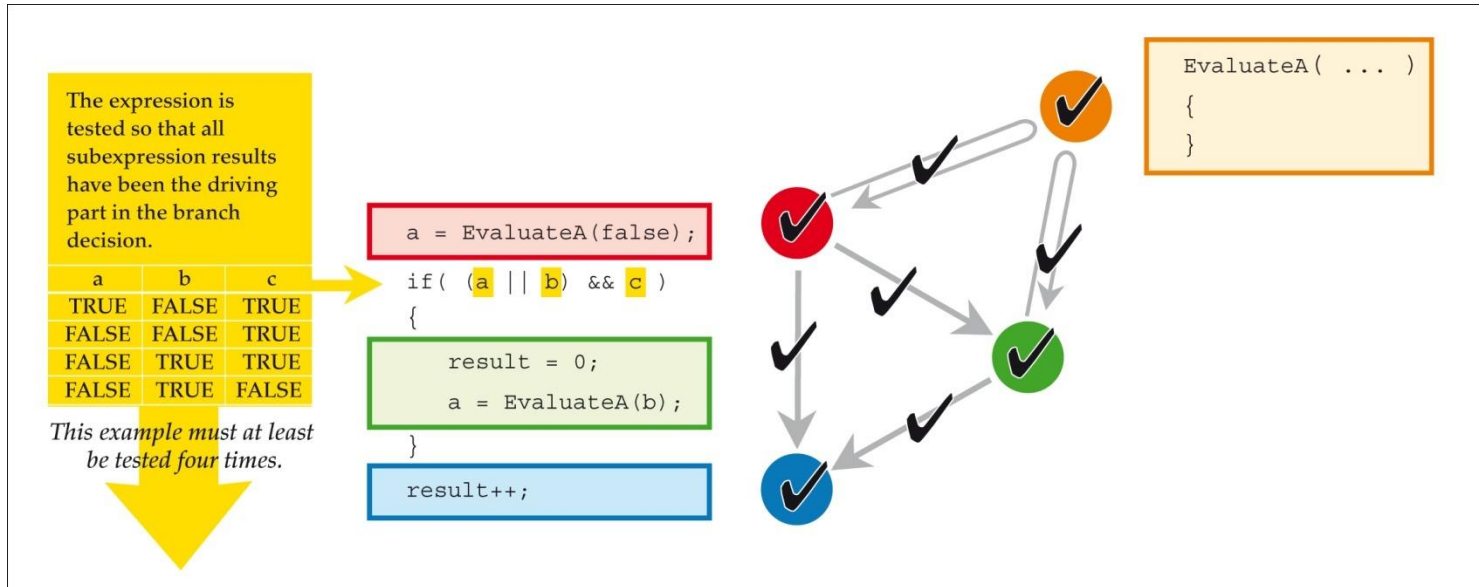 The expression is
tested so that all
subexpression results
have been the driving
part in the branch
decision.
a b c
TRUE FALSE TRUE
FALSE FALSE TRUE
FALSE TRUE TRUE
FALSE TRUE FALSE
This example must at least
be tested four times.
a = EvaluateA(false);
if( (a || b) && c )
{
result = 0;
a = EvaluateA(b);
}
result++;
EvaluateA( ... )
{
}